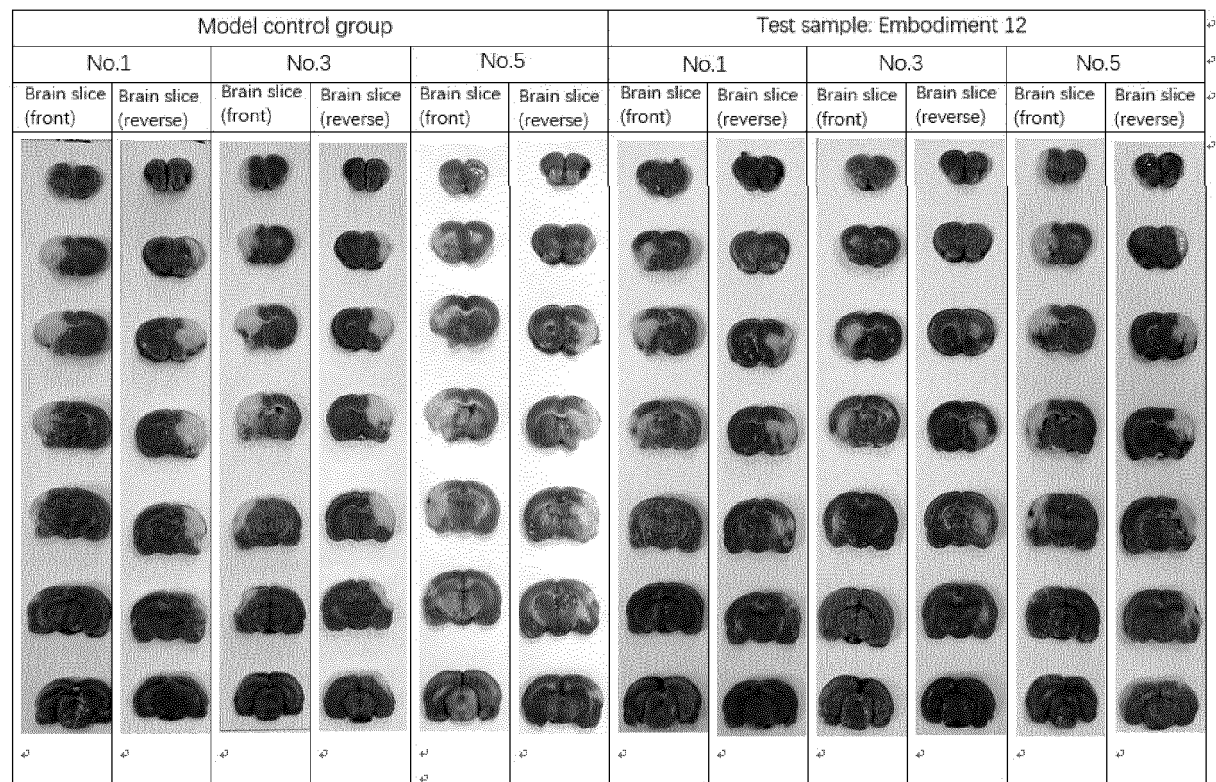 Model control group
Test sample: Embodiment 12
No.1
No.3
No.5
No.1
No.3
No.5
Brain slice
(front)
Brain slice
(reverse)
Brain slice
(front)
Brain slice
(reverse)
Brain slice
(front)
Brain slice
(reverse)
Brain slice
(front)
Brain slice
(reverse)
Brain slice
(front)
Brain slice
(reverse)
Brain slice
(front)
Brain slice
(reverse)